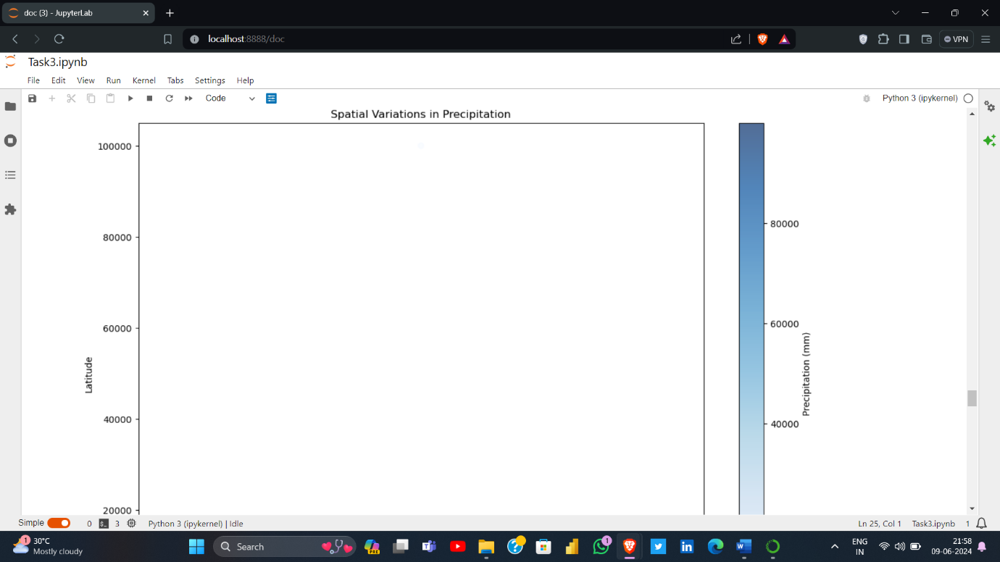 doc (3) - JupyterLab
localhost:8888/doc
VPN
Task3.ipynb
File Edit View Run Kernel Tabs Settings Help
Code
Python 3 (ipykernel)
Spatial Variations in Precipitation
100000
80000
60000
40000
20000
Latitude
80000
60000
40000
Precipitation (mm)
Simple 0 3 Python 3 (ipykernel) | Idle
Ln 25, Col 1 Task3.ipynb 1
1
30°C
Mostly cloudy
Search
PRE
1
ENG
IN
21:58
09-06-2024